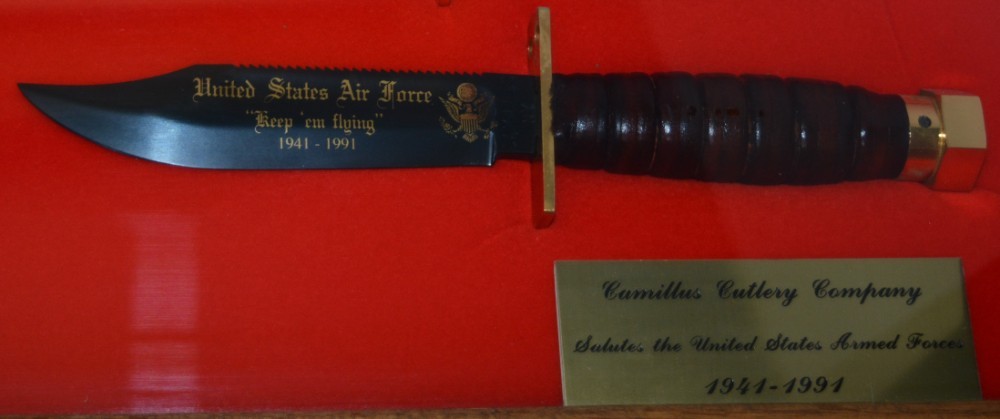 United States Air Force
"Keep 'em flying"
1941 - 1991
Camillus Cutlery Company
Salutes the United States Armed Forces
1941-1991